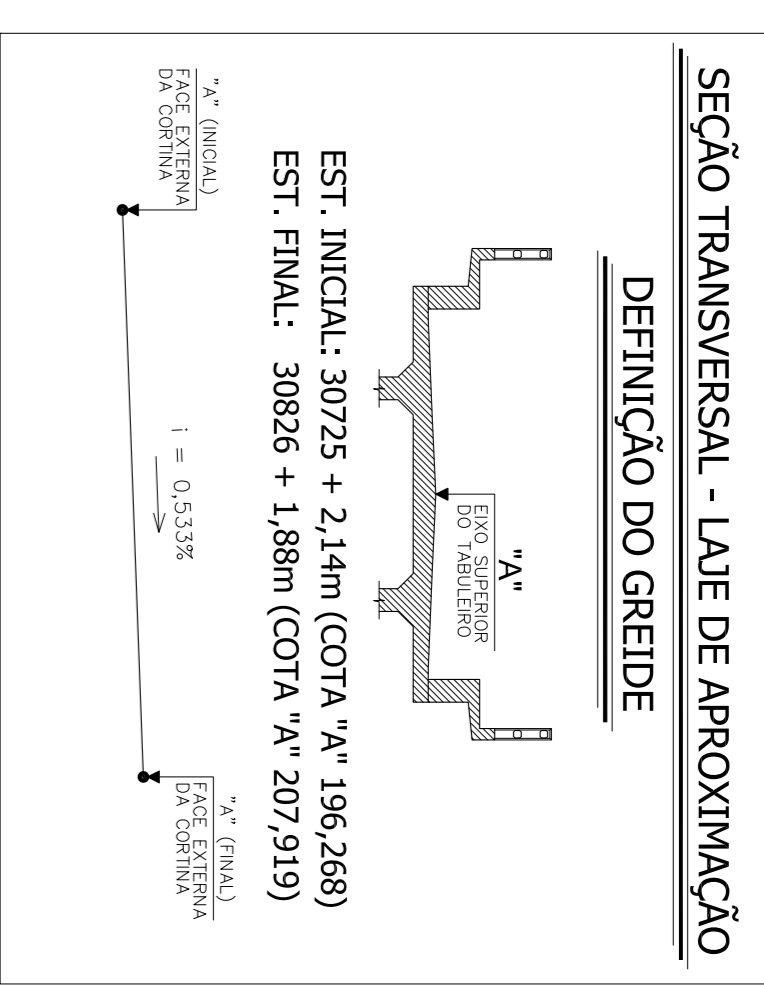 SEÇÃO TRANSVERSAL - LAJE DE APROXIMAÇÃO
DEFINIÇÃO DO GREIDE
"A"
EIXO SUPERIOR
DO TABULEIRO
EST. INICIAL: 30725 + 2,14m (COTA "A" 196,268)
EST. FINAL: 30826 + 1,88m (COTA "A" 207,919)
"A" (INICIAL)
FACE EXTERNA
DA CORTINA
i = 0,533%
"A" (FINAL)
FACE EXTERNA
DA CORTINA